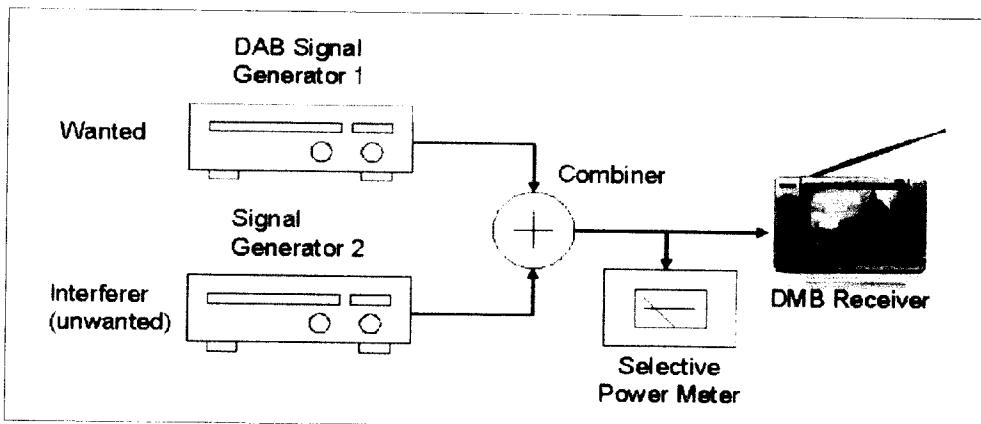 DAB Signal
Generator 1
Wanted
Combiner
Signal
Generator 2
Interferer
(unwanted)
DMB Receiver
Selective
Power Meter